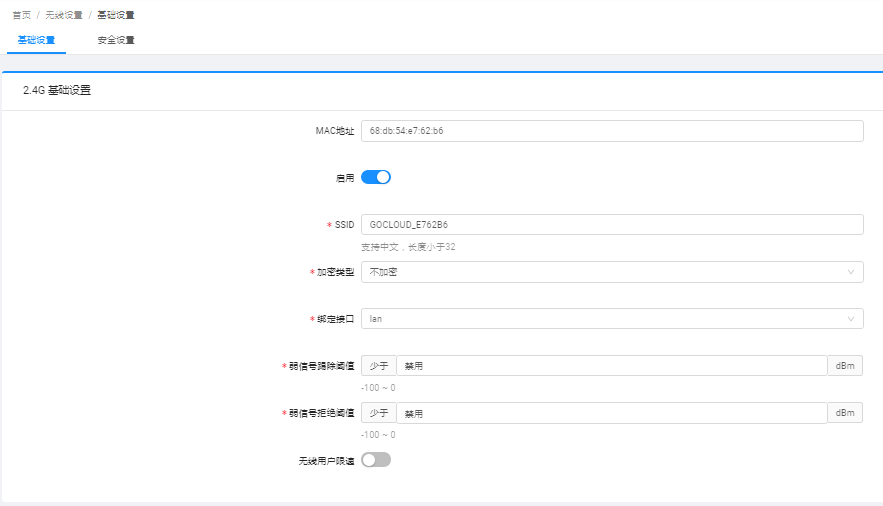 首页 / 无线设置 / 基础设置
基础设置 安全设置
2.4G 基础设置
MAC地址 68:db:54:e7:62:b6
启用
* SSID GOCLOUD_E762B6
支持中文，长度小于32
* 加密类型 不加密
* 绑定接口 lan
* 弱信号踢除阈值 少于 禁用 dBm
-100 ~ 0
* 弱信号拒绝阈值 少于 禁用 dBm
-100 ~ 0
无线用户限速